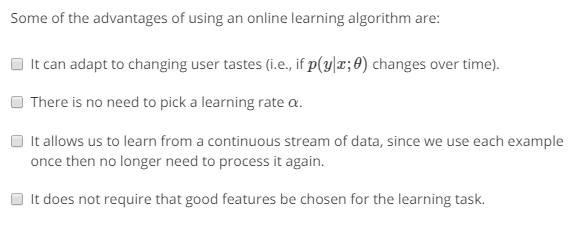 Some of the advantages of using an online learning algorithm are:
It can adapt to changing user tastes (i.e., if p(y|x; θ) changes over time).
There is no need to pick a learning rate α.
It allows us to learn from a continuous stream of data, since we use each example
once then no longer need to process it again.
It does not require that good features be chosen for the learning task.